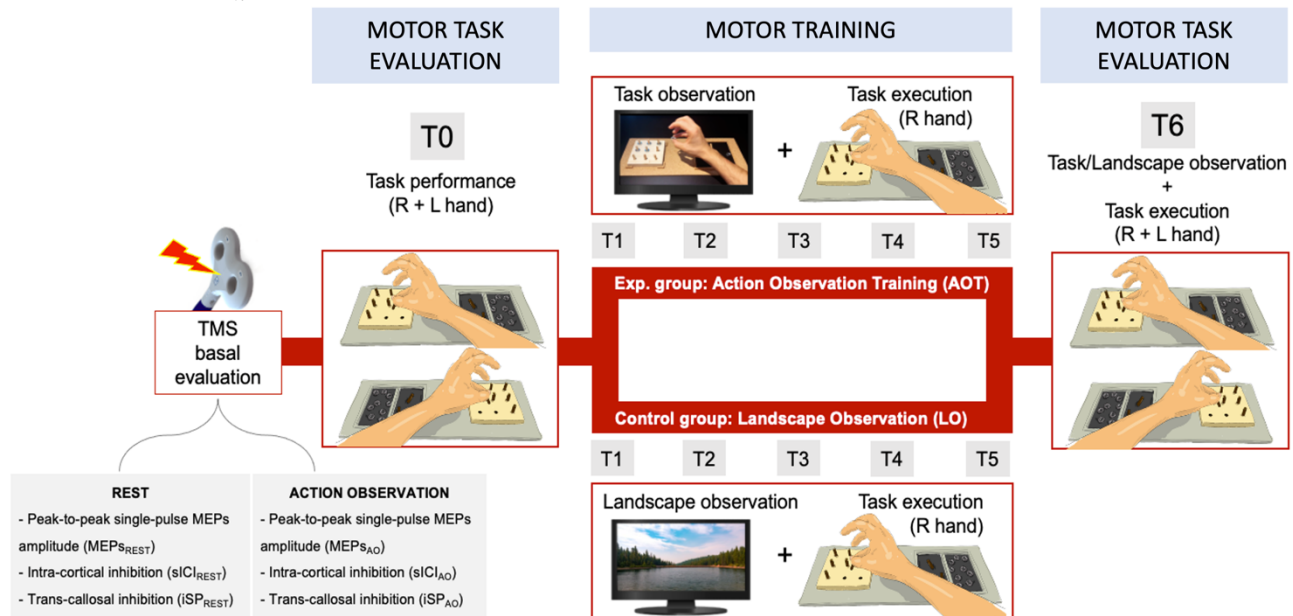 MOTOR TASK
EVALUATION
MOTOR TRAINING
MOTOR TASK
EVALUATION
T0
Task performance
(R + L hand)
TMS
basal
evaluation
REST
- Peak-to-peak single-pulse MEPs
amplitude (MEPsREST)
- Intra-cortical inhibition (sICIREST)
- Trans-callosal inhibition (iSPREST)
ACTION OBSERVATION
- Peak-to-peak single-pulse MEPs
amplitude (MEPsAO)
- Intra-cortical inhibition (sICIAO)
- Trans-callosal inhibition (iSPAO)
Task observation
+
Task execution
(R hand)
T1 T2 T3 T4 T5
Exp. group: Action Observation Training (AOT)
Control group: Landscape Observation (LO)
T1 T2 T3 T4 T5
Landscape observation
+
Task execution
(R hand)
T6
Task/Landscape observation
+
Task execution
(R + L hand)